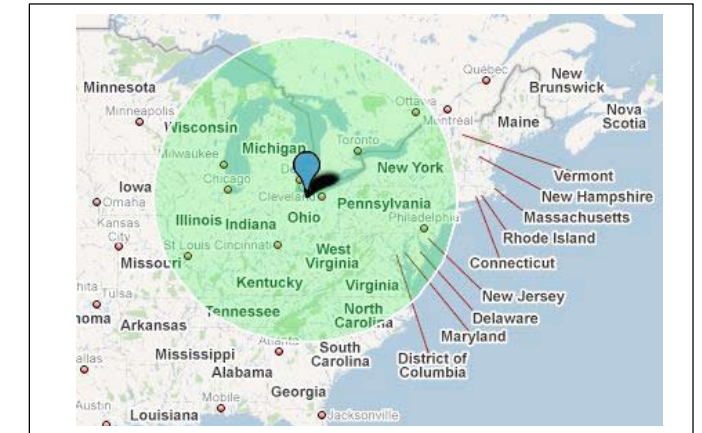 Quebec
New
Brunswick
Minnesota
Ottawa
Minneapolis
Montreal
Maine
Nova
Scotia
Wisconsin
Toronto
Michigan
Milwaukee
New York
Vermont
Chicago
Iowa
Cleveland
New Hampshire
Omaha
Pennsylvania
Massachusetts
Illinois
Indiana
Ohio
Philadelphia
Kansas
City
Rhode Island
St Louis
Cincinnati
West
Virginia
Missouri
Connecticut
Kentucky
Virginia
New Jersey
Tulsa
Tennessee
North
Carolina
Delaware
Arkansas
Maryland
Atlanta
Mississippi
South
Carolina
District of
Columbia
Alabama
Georgia
Austin
Mobile
Louisiana
Jacksonville